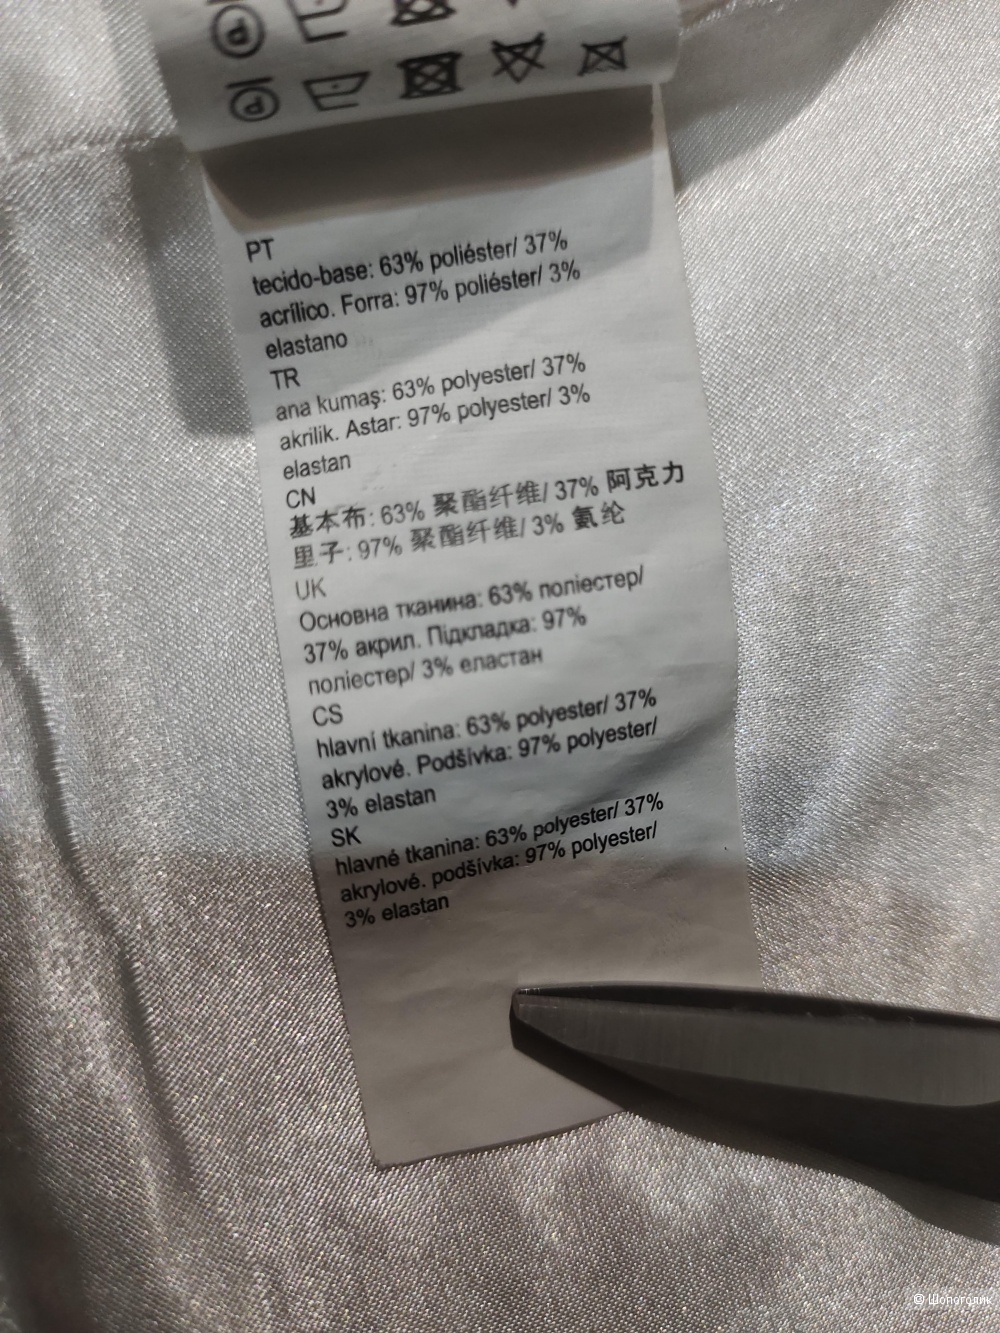 PT
tecido-base: 63% poliéster/ 37%
acrílico. Forra: 97% poliéster/ 3%
elastano
TR
ana kumaş: 63% polyester/ 37%
akrilik. Astar: 97% polyester/ 3%
elastan
CN
基本布: 63% 聚酯纤维/ 37% 阿克力
里子: 97% 聚酯纤维/ 3% 氨纶
UK
Основна тканина: 63% поліестер/
37% акрил. Підкладка: 97%
поліестер/ 3% еластан
CS
hlavní tkanina: 63% polyester/ 37%
akrylové. Podšívka: 97% polyester/
3% elastan
SK
hlavné tkanina: 63% polyester/ 37%
akrylové. podšívka: 97% polyester/
3% elastan
© Шопоголик